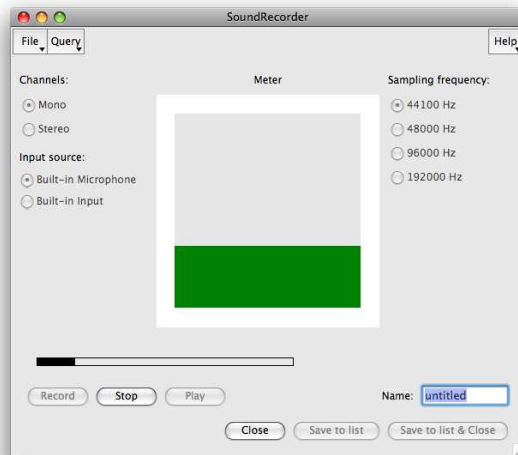 SoundRecorder
File Query Help
Channels: Meter Sampling frequency:
Mono 44100 Hz
Stereo 48000 Hz
Input source: 96000 Hz
Built-in Microphone 192000 Hz
Built-in Input
Record Stop Play Name: untitled
Close Save to list Save to list & Close